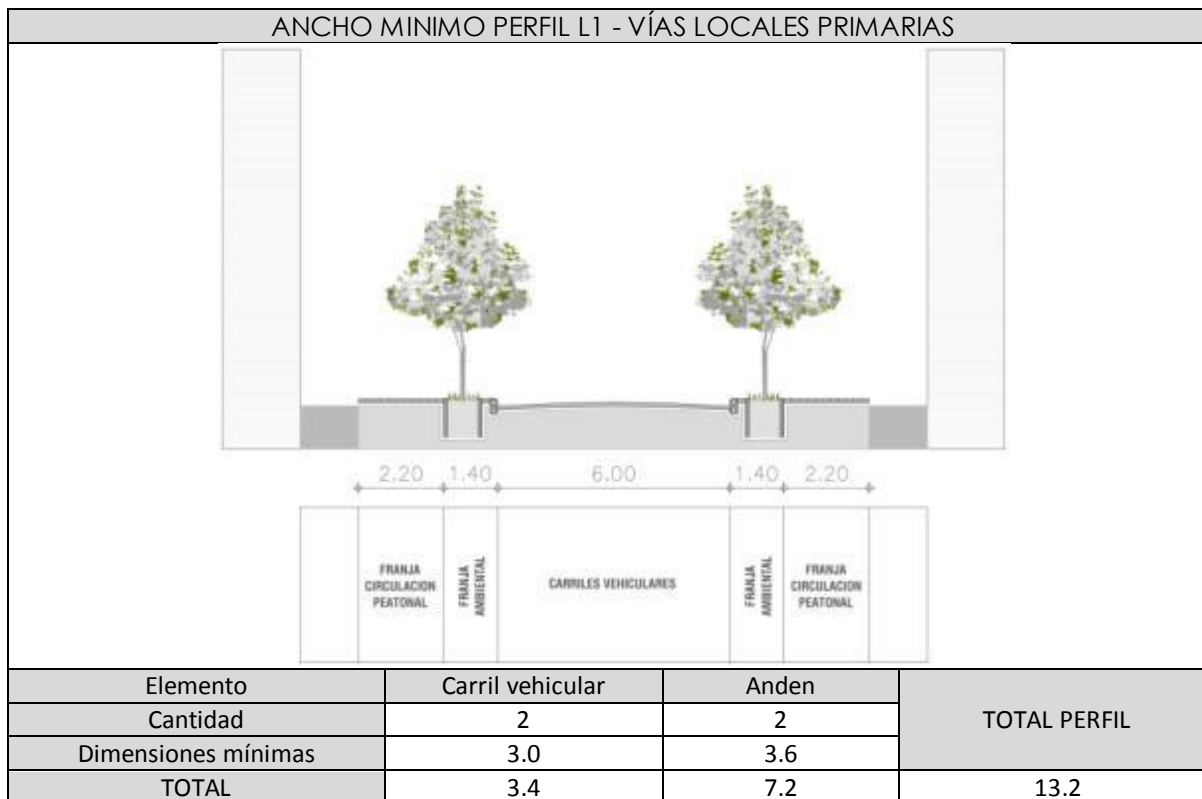 ANCHO MINIMO PERFIL L1 - VÍAS LOCALES PRIMARIAS
2.20 1.40 6.00 1.40 2.20
FRANJA
CIRCULACION
PEATONAL
FRANJA
AMBIENTAL
CARRILES VEHICULARES
FRANJA
AMBIENTAL
FRANJA
CIRCULACION
PEATONAL
Elemento Carril vehicular Anden TOTAL PERFIL
Cantidad 2 2
Dimensiones mínimas 3.0 3.6
TOTAL 3.4 7.2 13.2